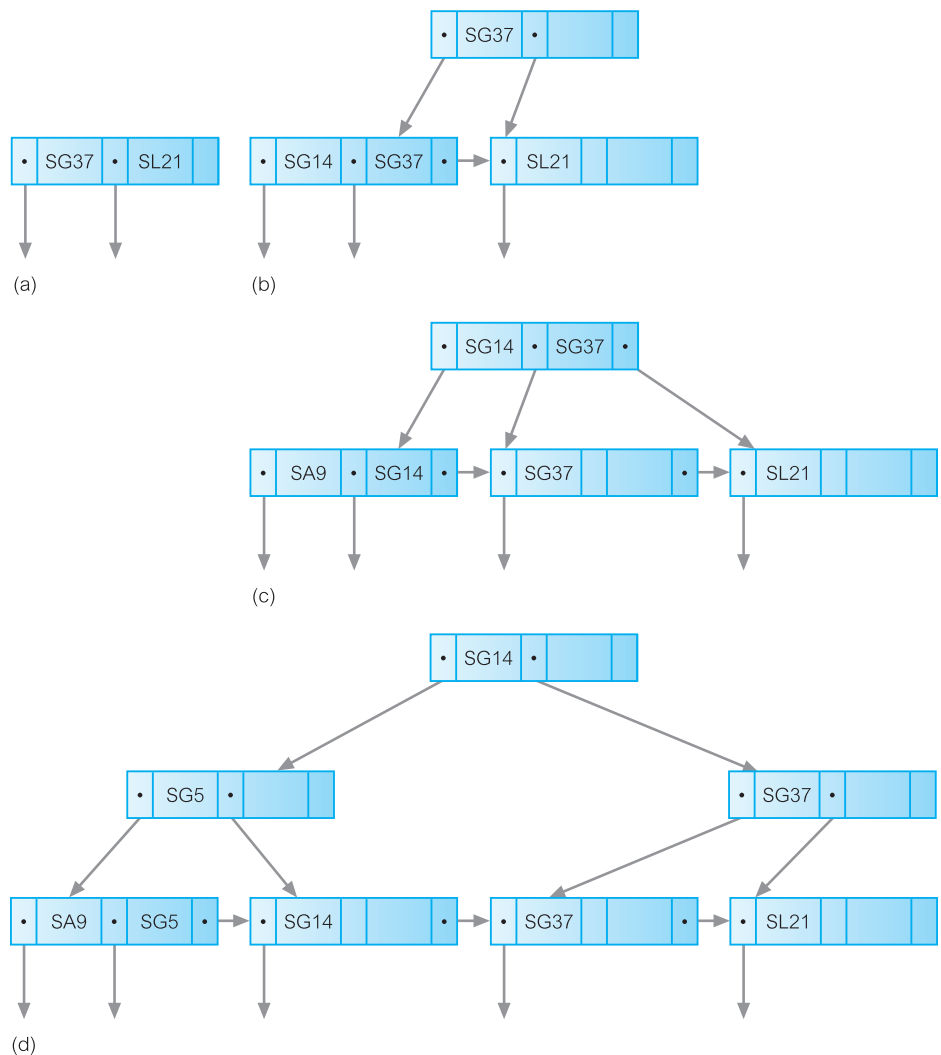 SG37
SG37 SL21
SG14 SG37
SL21
(a)
(b)
SG14 SG37
SA9 SG14
SG37
SL21
(c)
SG14
SG5
SG37
SA9 SG5
SG14
SG37
SL21
(d)